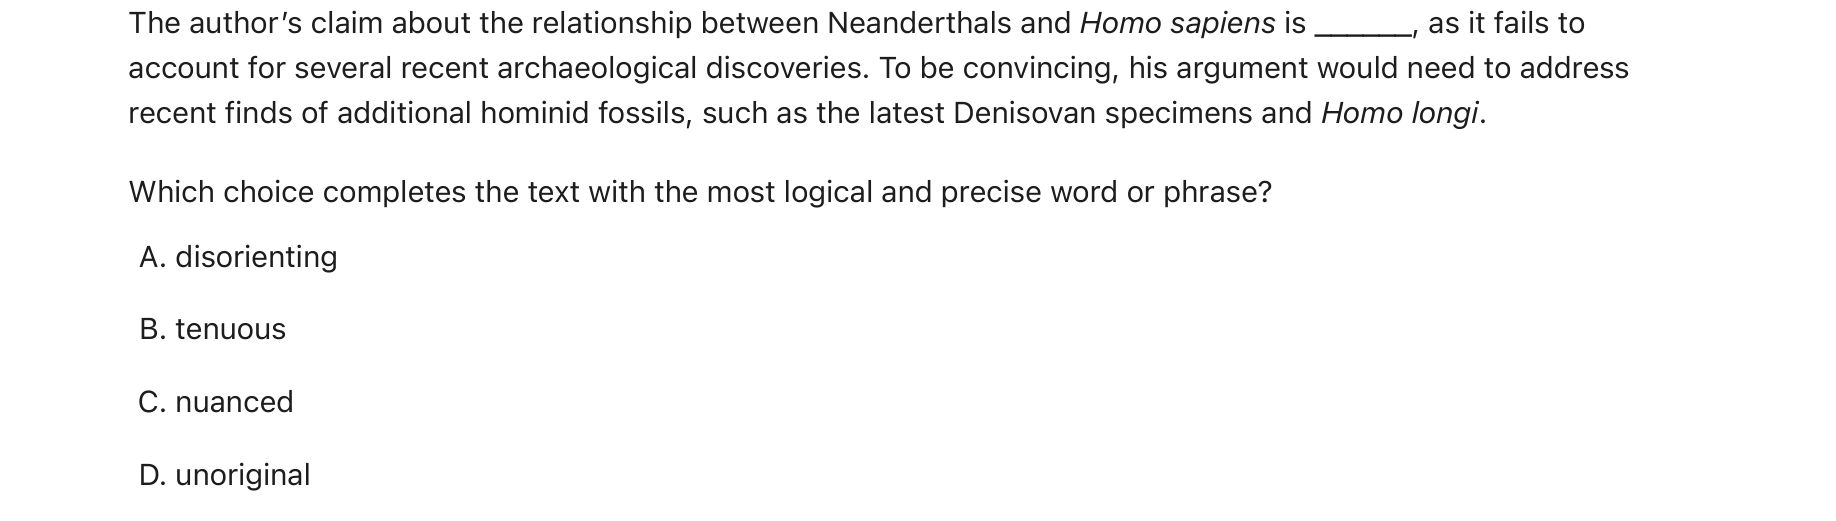 The author’s claim about the relationship between Neanderthals and Homo sapiens is ______, as it fails to
account for several recent archaeological discoveries. To be convincing, his argument would need to address
recent finds of additional hominid fossils, such as the latest Denisovan specimens and Homo longi.
Which choice completes the text with the most logical and precise word or phrase?
A. disorienting
B. tenuous
C. nuanced
D. unoriginal